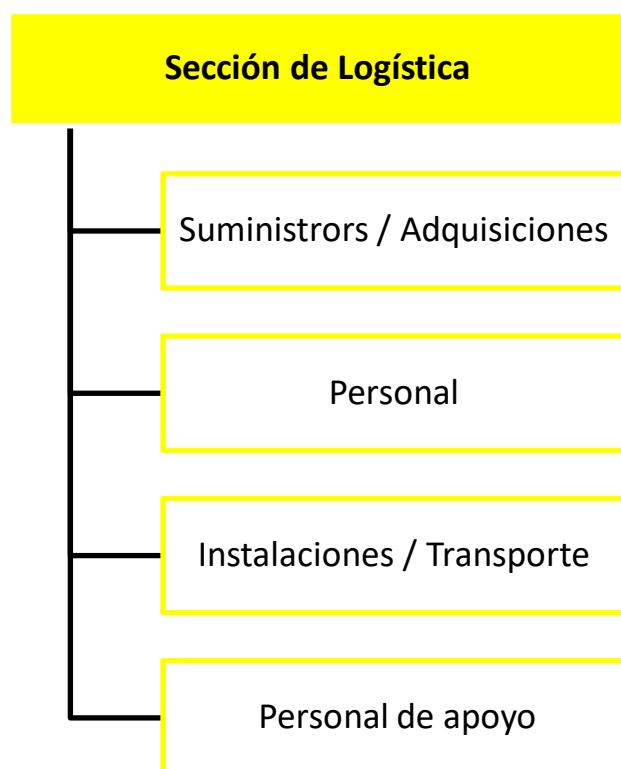 Sección de Logística
Suministrors / Adquisiciones
Personal
Instalaciones / Transporte
Personal de apoyo